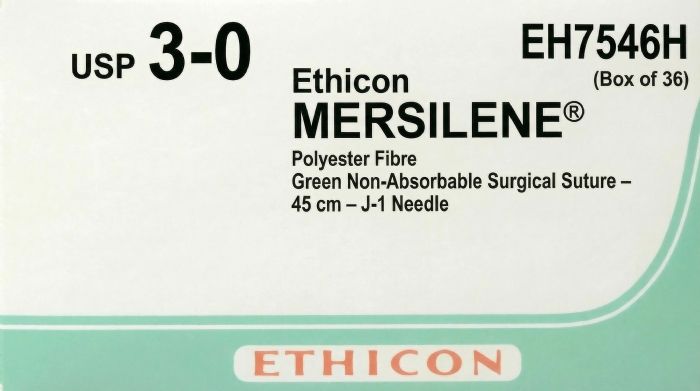 USP 3-0
EH7546H
(Box of 36)
Ethicon
MERSILENE®
Polyester Fibre
Green Non-Absorbable Surgical Suture –
45 cm – J-1 Needle
ETHICON